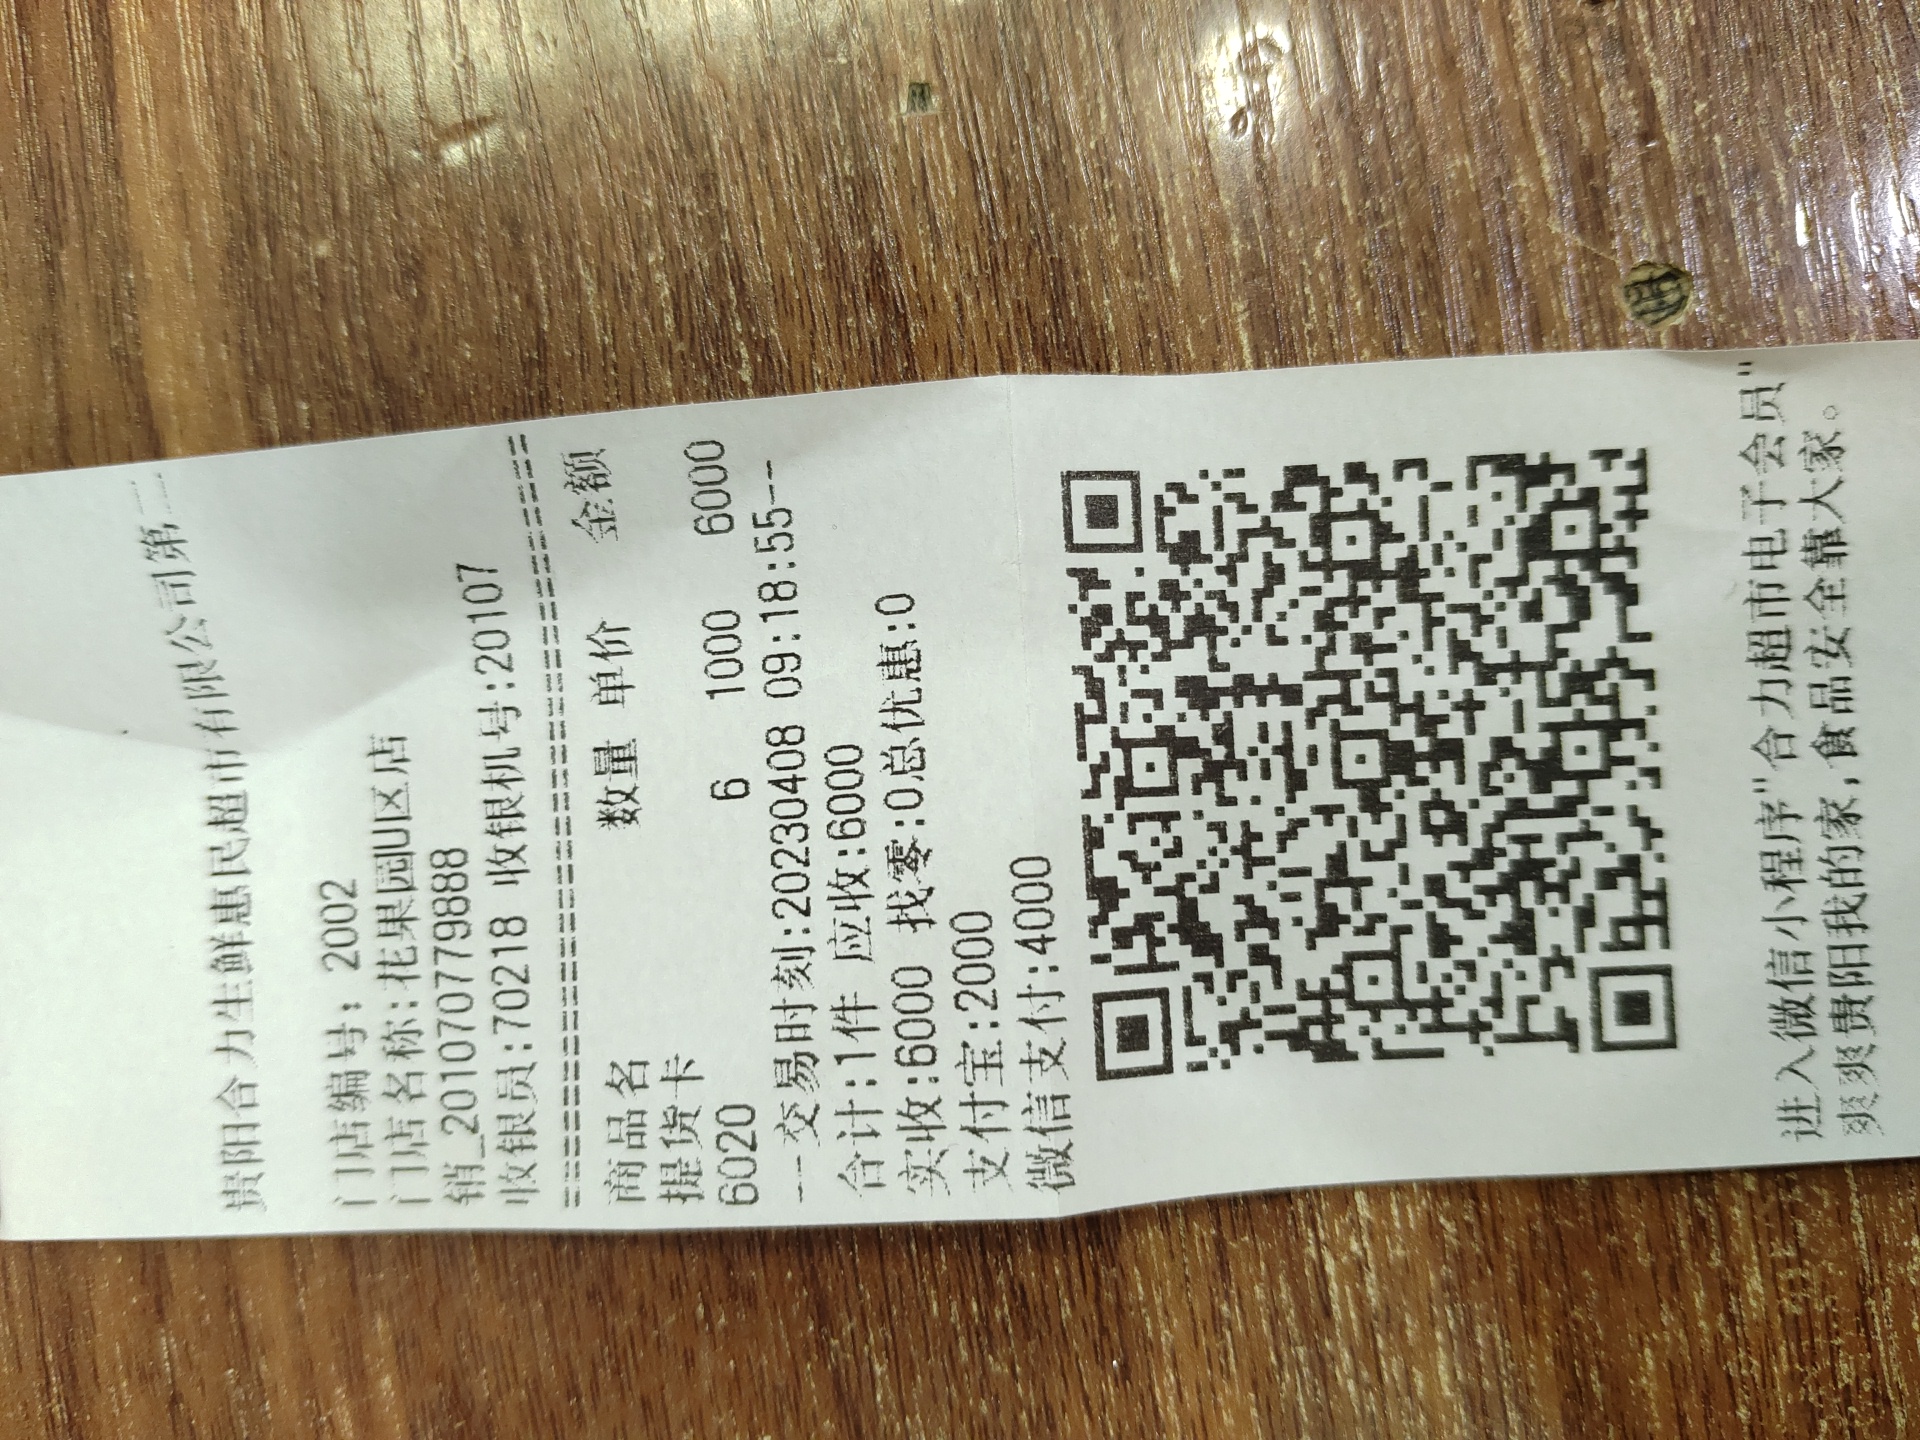 贵阳合力生鲜惠民超市有限公司第二
门店编号: 2002
门店名称:花果园U区店
销_20107077988​8
收银员:70218 收银机号:20107
商品名 数量 单价 金额
提货卡
6020 6 1000 6000
--交易时刻:20230408 09:18:55--
合计:1件 应收:6000
实收:6000 找零:0总优惠:0
支付宝:2000
微信支付:4000
进入微信小程序"合力超市电子会员"
爽爽贵阳我的家,食品安全靠大家。